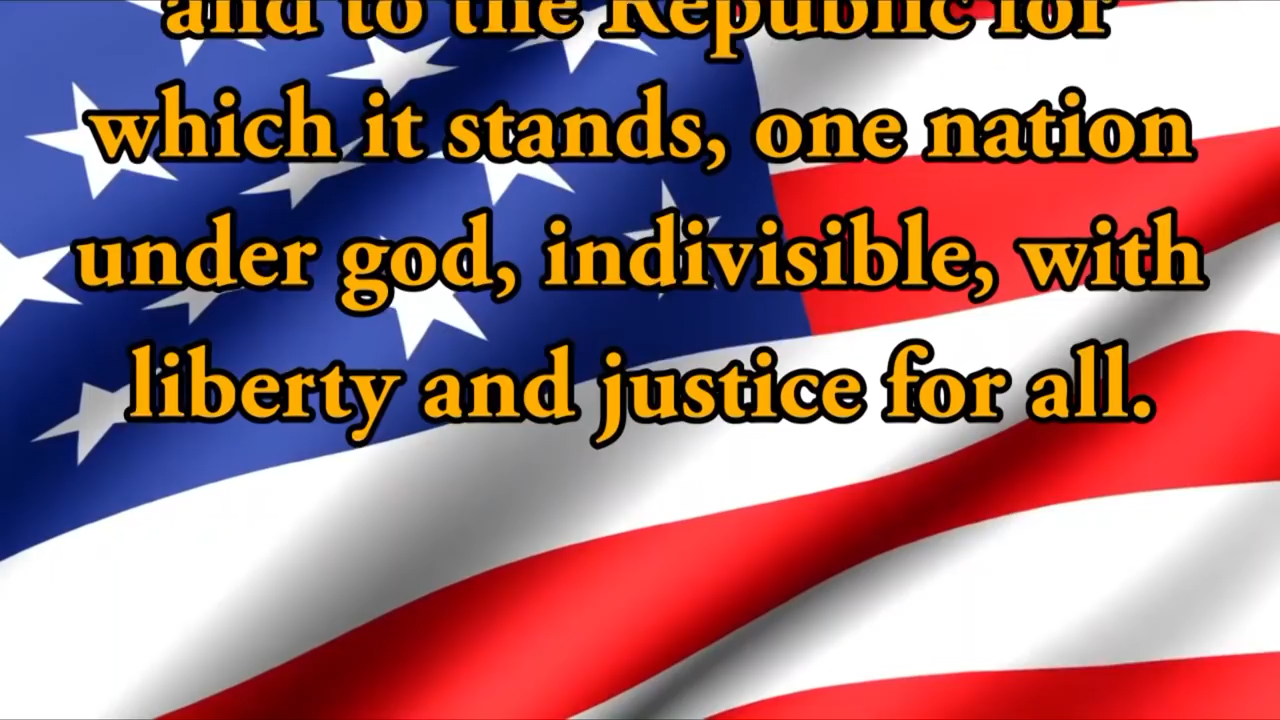 and to the Republic for
which it stands, one nation
under god, indivisible, with
liberty and justice for all.